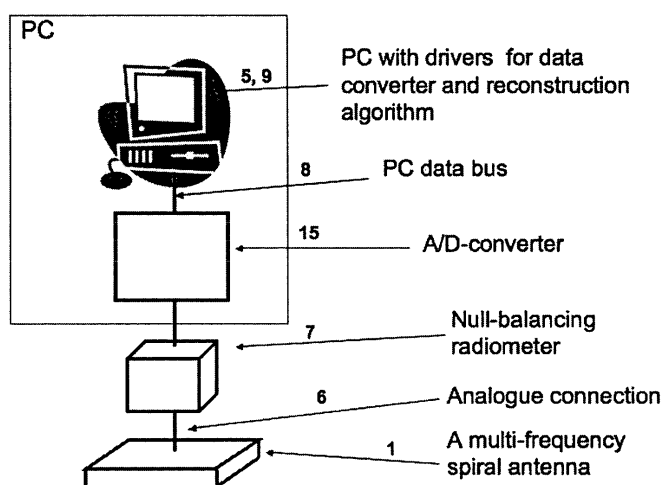 PC
5, 9
PC with drivers for data
converter and reconstruction
algorithm
8
PC data bus
15
A/D-converter
7
Null-balancing
radiometer
6
Analogue connection
1
A multi-frequency
spiral antenna